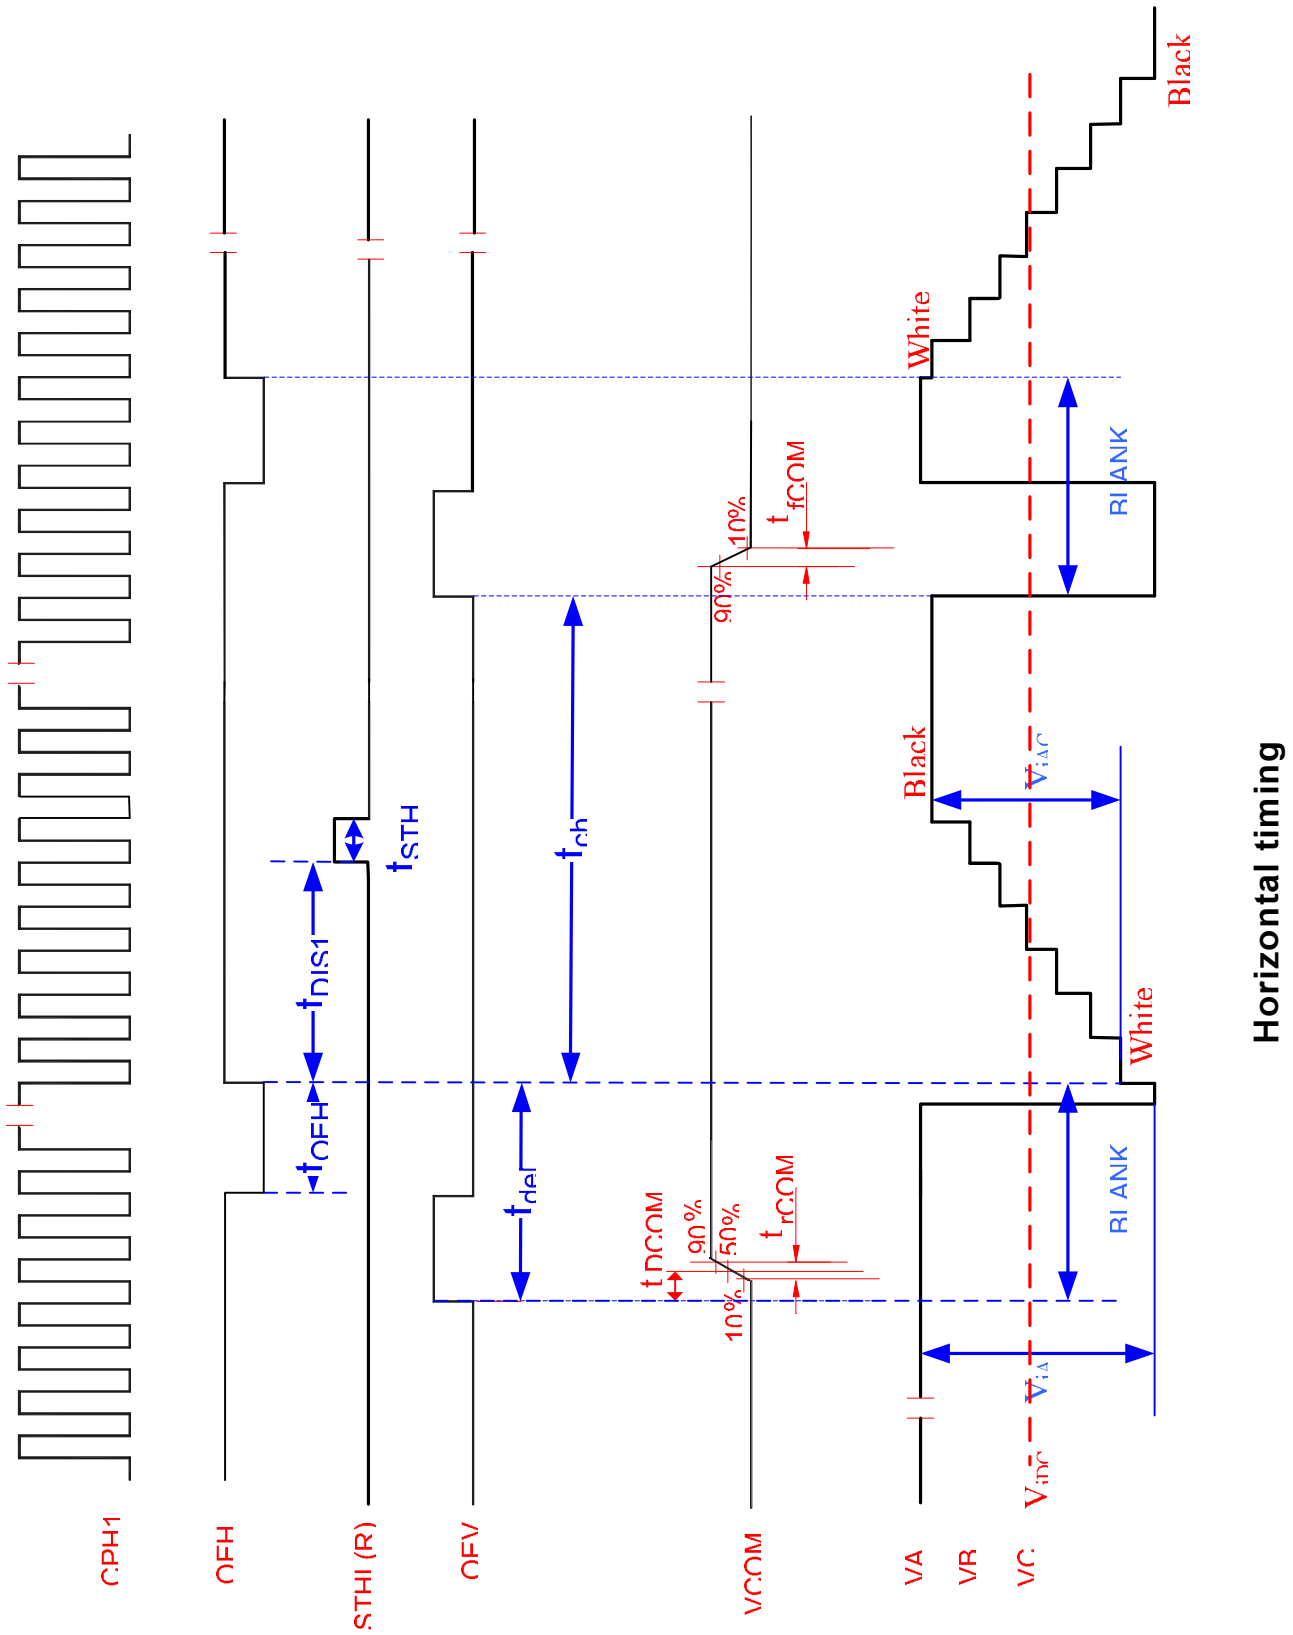 CPH1
OEH
STHI (R)
OEV
VCOM
VA
VB
VC
tOEH
tDIS1
tSTH
tdel
tch
tDCOM
90%
50%
10%
trCOM
90%
10%
tfCOM
ViDC
ViA
ViAC
BLANK
BLANK
White
Black
White
Black
Horizontal timing